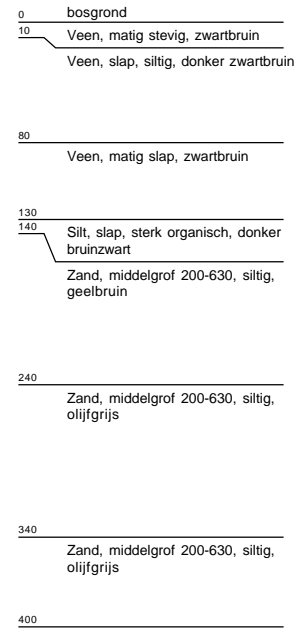 0 bosgrond
10 Veen, matig stevig, zwartbruin
Veen, slap, siltig, donker zwartbruin
80
Veen, matig slap, zwartbruin
130
140 Silt, slap, sterk organisch, donker
bruinzwart
Zand, middelgrof 200-630, siltig,
geelbruin
240
Zand, middelgrof 200-630, siltig,
olijfgrijs
340
Zand, middelgrof 200-630, siltig,
olijfgrijs
400